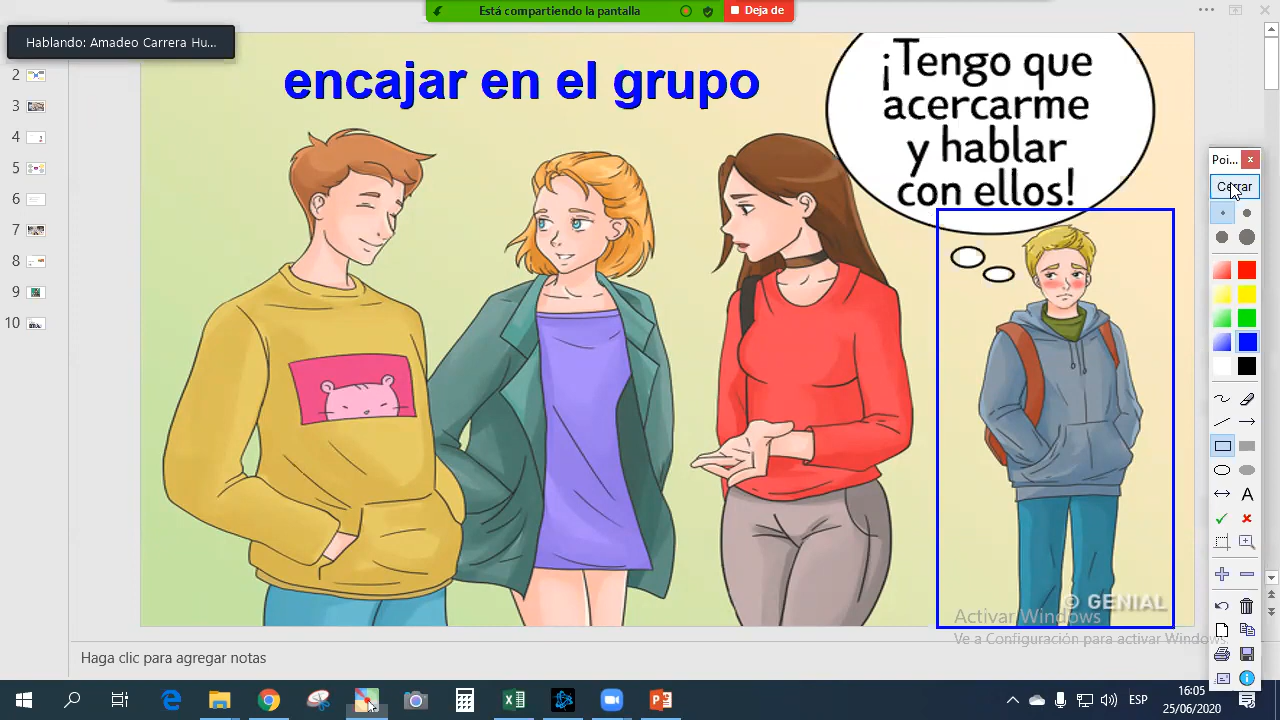 Está compartiendo la pantalla
Deja de
Hablando: Amadeo Carrera Hu...
encajar en el grupo
¡Tengo que
acercarme
y hablar
con ellos!
2
3
4
5
6
7
8
9
10
Poi...
Cerrar
A
© GENIAL
Activar Windows
Ve a Configuración para activar Windows.
Haga clic para agregar notas
ESP
16:05
25/06/2020